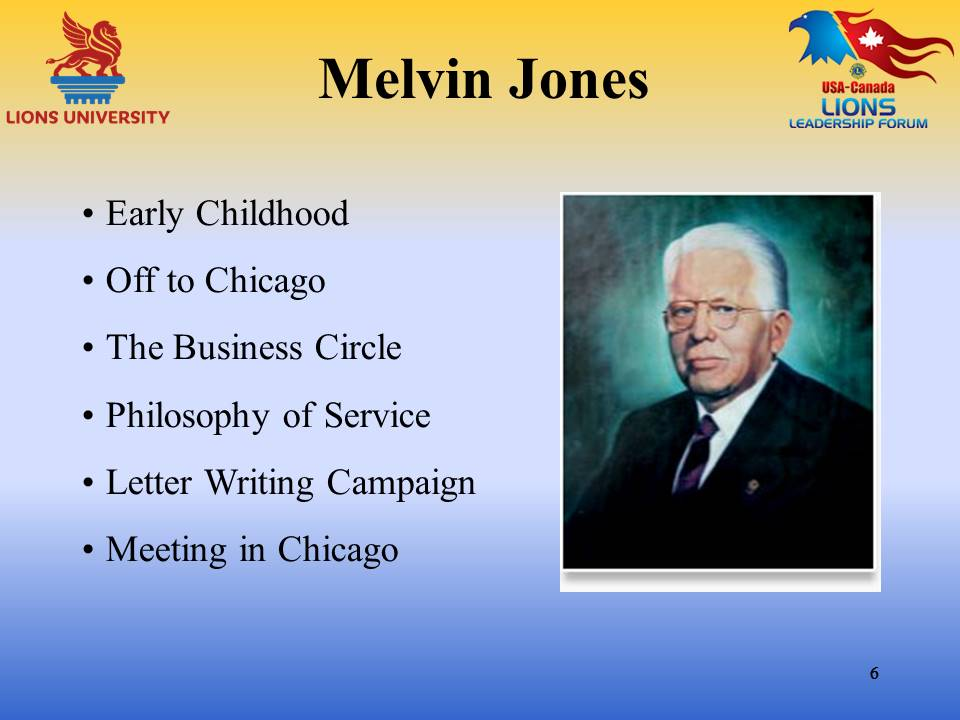 Melvin Jones
LIONS UNIVERSITY
USA-Canada
LIONS
LEADERSHIP FORUM
• Early Childhood
• Off to Chicago
• The Business Circle
• Philosophy of Service
• Letter Writing Campaign
• Meeting in Chicago
6